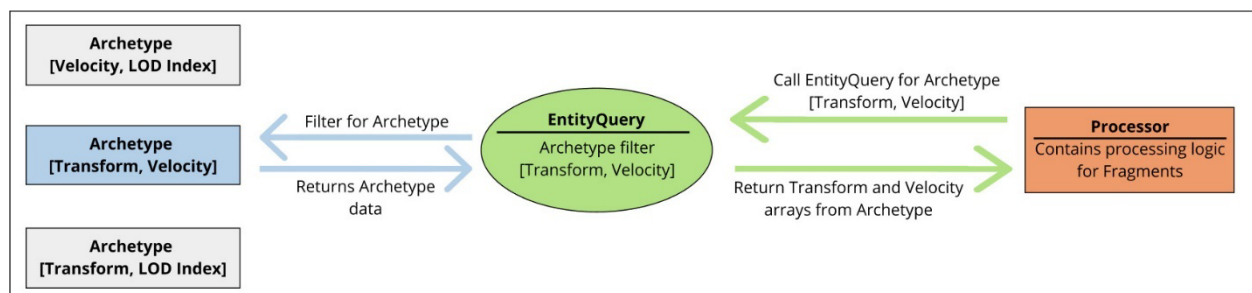 Archetype
[Velocity, LOD Index]
Archetype
[Transform, Velocity]
Archetype
[Transform, LOD Index]
Filter for Archetype
Returns Archetype
data
EntityQuery
Archetype filter
[Transform, Velocity]
Call EntityQuery for Archetype
[Transform, Velocity]
Return Transform and Velocity
arrays from Archetype
Processor
Contains processing logic
for Fragments